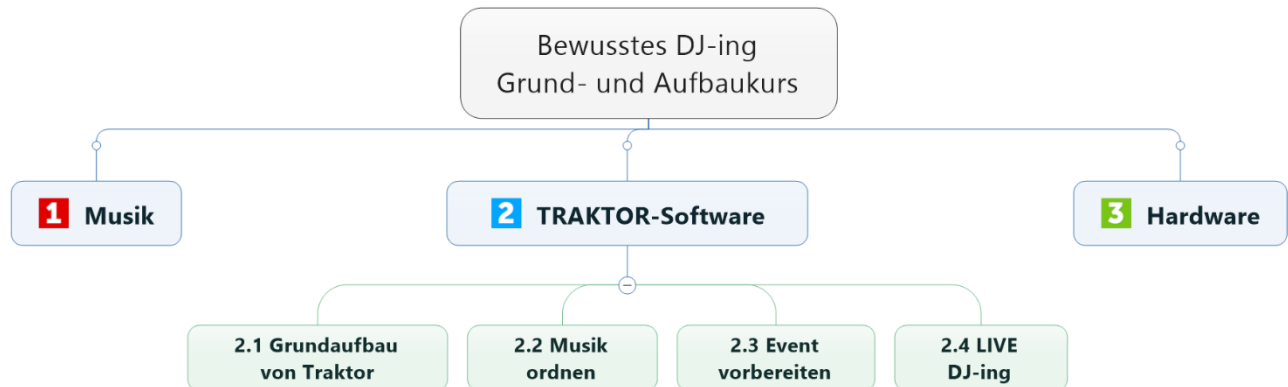 Bewusstes DJ-ing
Grund- und Aufbaukurs
1 Musik
2 TRAKTOR-Software
3 Hardware
2.1 Grundaufbau
von Traktor
2.2 Musik
ordnen
2.3 Event
vorbereiten
2.4 LIVE
DJ-ing